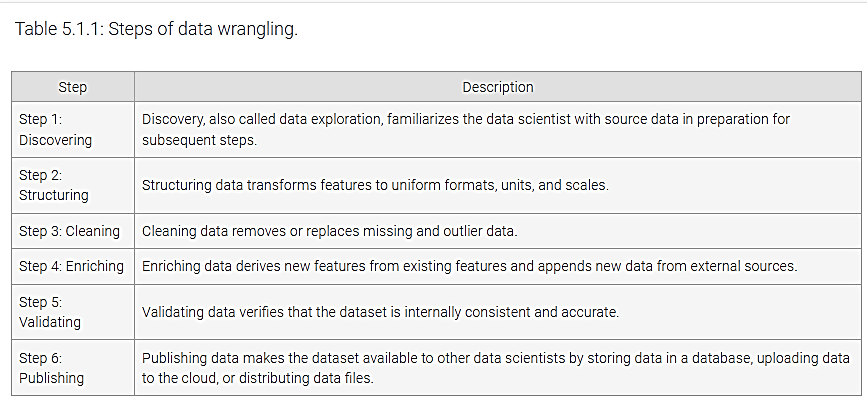 Table 5.1.1: Steps of data wrangling.
Step
Description
Step 1:
Discovering
Discovery, also called data exploration, familiarizes the data scientist with source data in preparation for
subsequent steps.
Step 2:
Structuring
Structuring data transforms features to uniform formats, units, and scales.
Step 3: Cleaning
Cleaning data removes or replaces missing and outlier data.
Step 4: Enriching
Enriching data derives new features from existing features and appends new data from external sources.
Step 5:
Validating
Validating data verifies that the dataset is internally consistent and accurate.
Step 6:
Publishing
Publishing data makes the dataset available to other data scientists by storing data in a database, uploading data
to the cloud, or distributing data files.